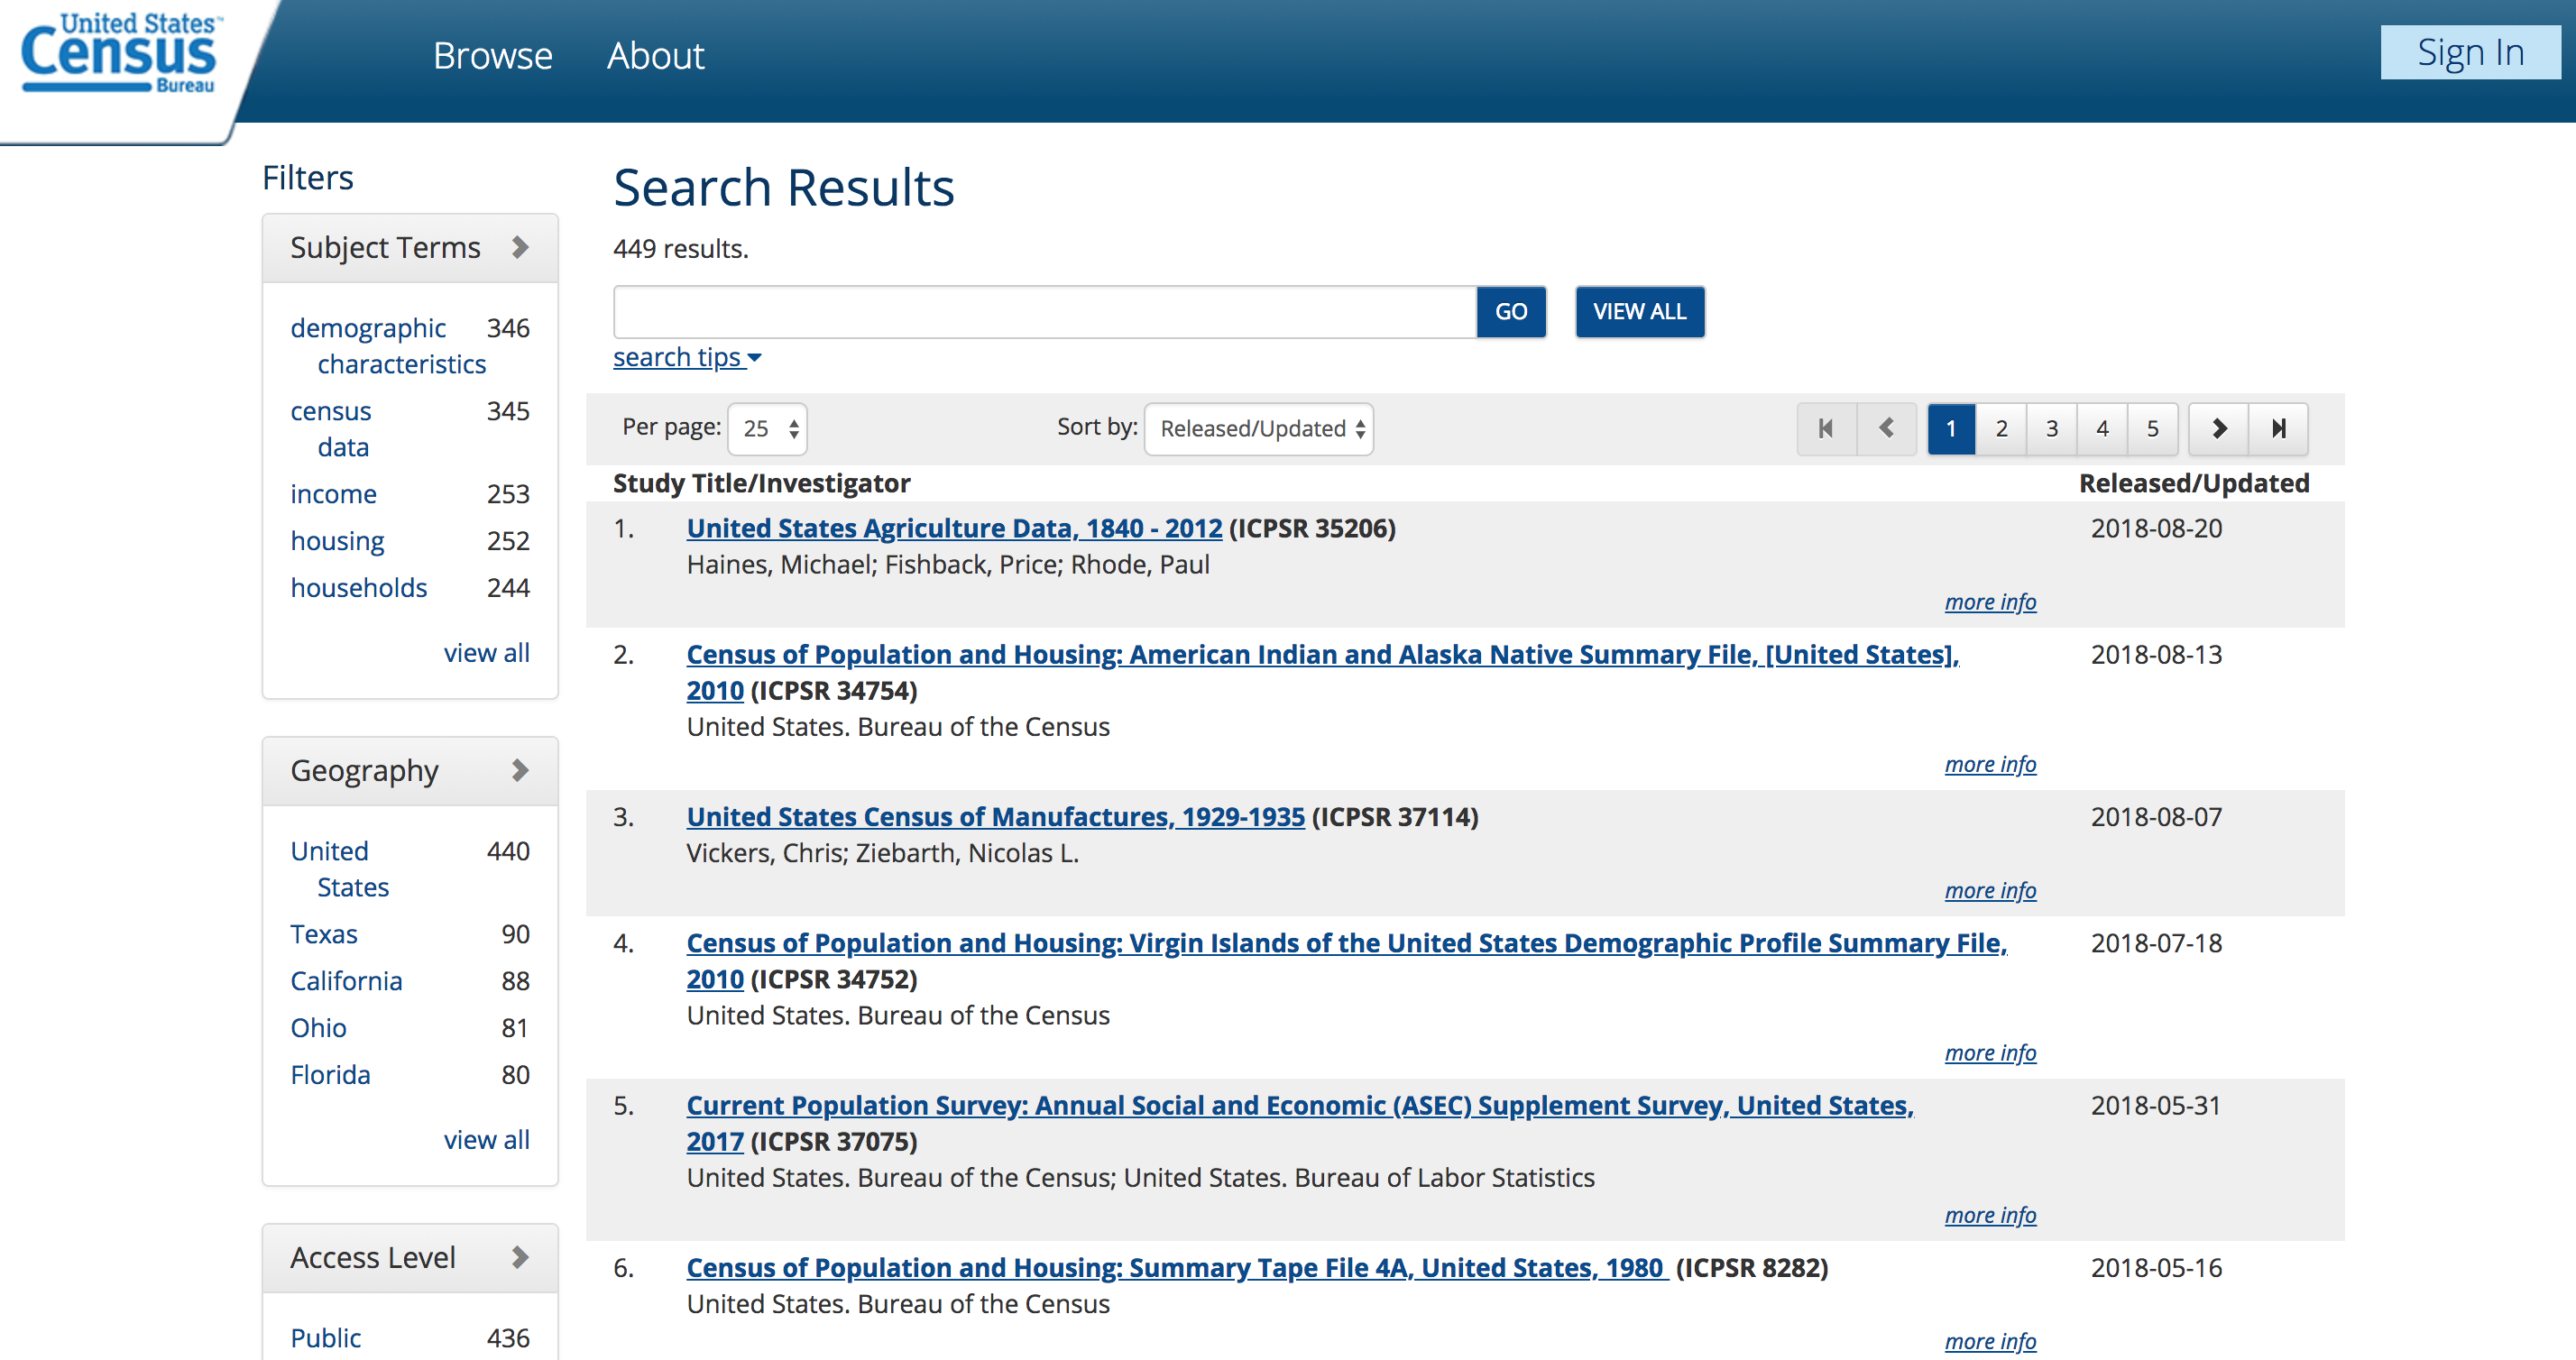 United States™
Census
Bureau
Browse
About
Sign In
Filters
Subject Terms
demographic 346
characteristics
census 345
data
income 253
housing 252
households 244
view all
Geography
United 440
States
Texas 90
California 88
Ohio 81
Florida 80
view all
Access Level
Public 436
Search Results
449 results.
GO
VIEW ALL
search tips
Per page: 25
Sort by: Released/Updated
1 2 3 4 5
Study Title/Investigator Released/Updated
1. United States Agriculture Data, 1840 - 2012 (ICPSR 35206) 2018-08-20
Haines, Michael; Fishback, Price; Rhode, Paul
more info
2. Census of Population and Housing: American Indian and Alaska Native Summary File, [United States], 2018-08-13
2010 (ICPSR 34754)
United States. Bureau of the Census
more info
3. United States Census of Manufactures, 1929-1935 (ICPSR 37114) 2018-08-07
Vickers, Chris; Ziebarth, Nicolas L.
more info
4. Census of Population and Housing: Virgin Islands of the United States Demographic Profile Summary File, 2018-07-18
2010 (ICPSR 34752)
United States. Bureau of the Census
more info
5. Current Population Survey: Annual Social and Economic (ASEC) Supplement Survey, United States, 2018-05-31
2017 (ICPSR 37075)
United States. Bureau of the Census; United States. Bureau of Labor Statistics
more info
6. Census of Population and Housing: Summary Tape File 4A, United States, 1980 (ICPSR 8282) 2018-05-16
United States. Bureau of the Census
more info